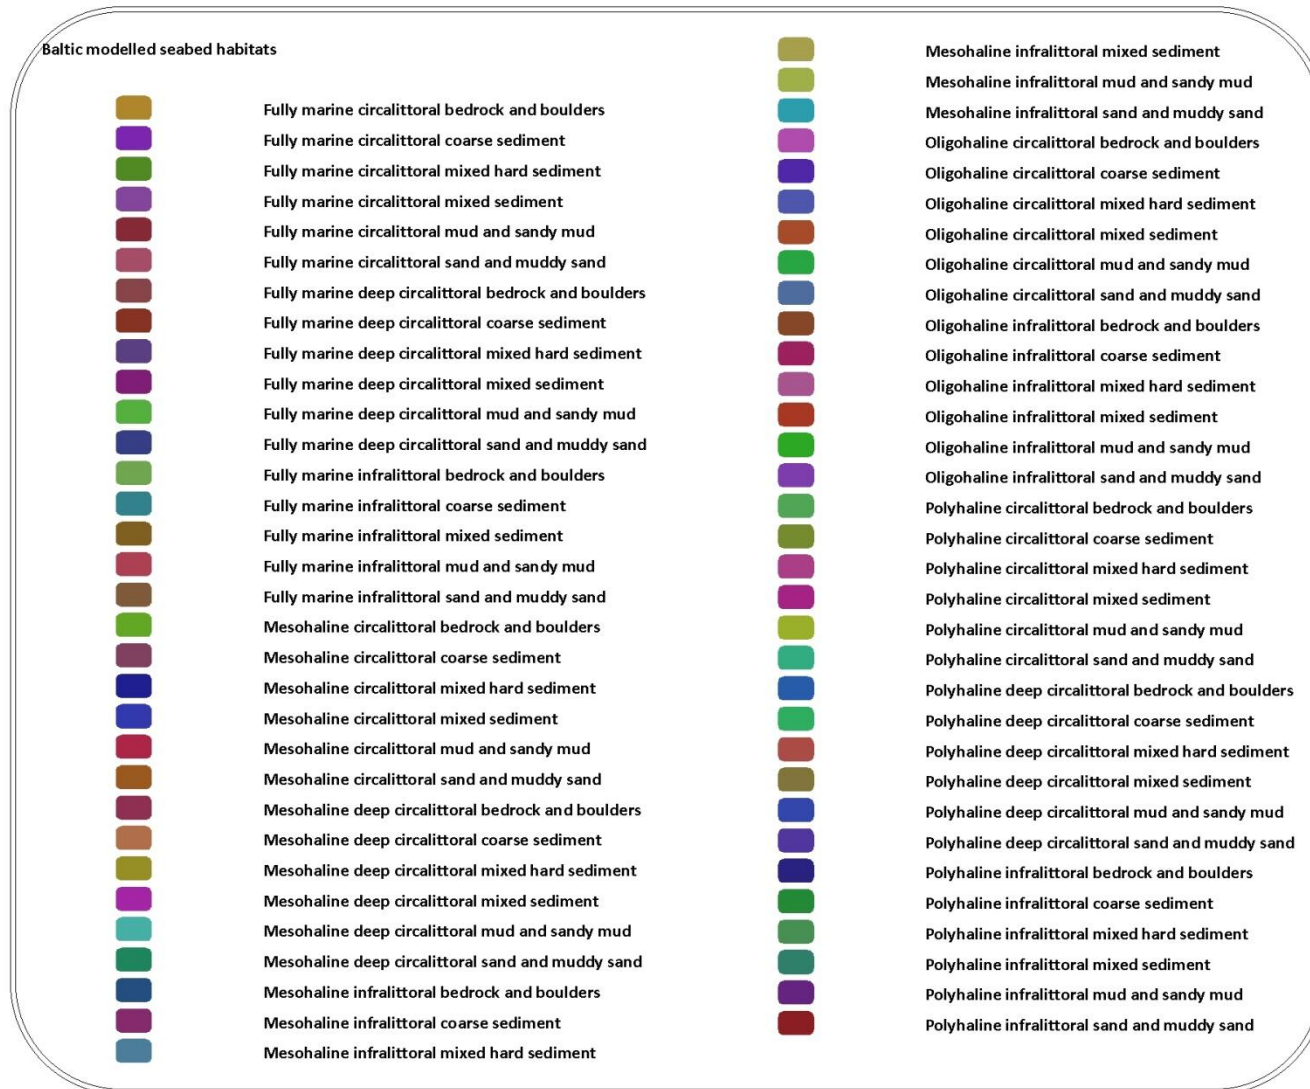 Baltic modelled seabed habitats
Fully marine circalittoral bedrock and boulders
Fully marine circalittoral coarse sediment
Fully marine circalittoral mixed hard sediment
Fully marine circalittoral mixed sediment
Fully marine circalittoral mud and sandy mud
Fully marine circalittoral sand and muddy sand
Fully marine deep circalittoral bedrock and boulders
Fully marine deep circalittoral coarse sediment
Fully marine deep circalittoral mixed hard sediment
Fully marine deep circalittoral mixed sediment
Fully marine deep circalittoral mud and sandy mud
Fully marine deep circalittoral sand and muddy sand
Fully marine infralittoral bedrock and boulders
Fully marine infralittoral coarse sediment
Fully marine infralittoral mixed sediment
Fully marine infralittoral mud and sandy mud
Fully marine infralittoral sand and muddy sand
Mesohaline circalittoral bedrock and boulders
Mesohaline circalittoral coarse sediment
Mesohaline circalittoral mixed hard sediment
Mesohaline circalittoral mixed sediment
Mesohaline circalittoral mud and sandy mud
Mesohaline circalittoral sand and muddy sand
Mesohaline deep circalittoral bedrock and boulders
Mesohaline deep circalittoral coarse sediment
Mesohaline deep circalittoral mixed hard sediment
Mesohaline deep circalittoral mixed sediment
Mesohaline deep circalittoral mud and sandy mud
Mesohaline deep circalittoral sand and muddy sand
Mesohaline infralittoral bedrock and boulders
Mesohaline infralittoral coarse sediment
Mesohaline infralittoral mixed hard sediment
Mesohaline infralittoral mixed sediment
Mesohaline infralittoral mud and sandy mud
Mesohaline infralittoral sand and muddy sand
Oligohaline circalittoral bedrock and boulders
Oligohaline circalittoral coarse sediment
Oligohaline circalittoral mixed hard sediment
Oligohaline circalittoral mixed sediment
Oligohaline circalittoral mud and sandy mud
Oligohaline circalittoral sand and muddy sand
Oligohaline infralittoral bedrock and boulders
Oligohaline infralittoral coarse sediment
Oligohaline infralittoral mixed hard sediment
Oligohaline infralittoral mixed sediment
Oligohaline infralittoral mud and sandy mud
Oligohaline infralittoral sand and muddy sand
Polyhaline circalittoral bedrock and boulders
Polyhaline circalittoral coarse sediment
Polyhaline circalittoral mixed hard sediment
Polyhaline circalittoral mixed sediment
Polyhaline circalittoral mud and sandy mud
Polyhaline circalittoral sand and muddy sand
Polyhaline deep circalittoral bedrock and boulders
Polyhaline deep circalittoral coarse sediment
Polyhaline deep circalittoral mixed hard sediment
Polyhaline deep circalittoral mixed sediment
Polyhaline deep circalittoral mud and sandy mud
Polyhaline deep circalittoral sand and muddy sand
Polyhaline infralittoral bedrock and boulders
Polyhaline infralittoral coarse sediment
Polyhaline infralittoral mixed hard sediment
Polyhaline infralittoral mixed sediment
Polyhaline infralittoral mud and sandy mud
Polyhaline infralittoral sand and muddy sand